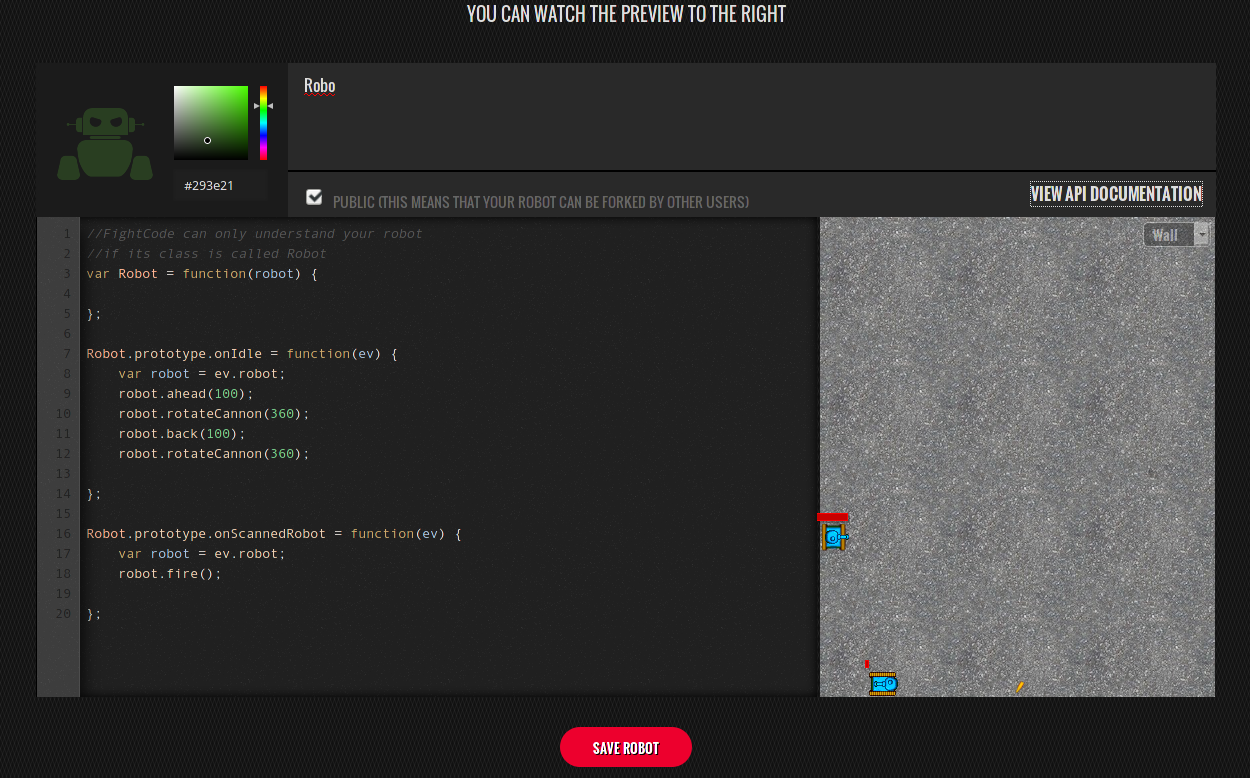 YOU CAN WATCH THE PREVIEW TO THE RIGHT
Robo
#293e21
PUBLIC (THIS MEANS THAT YOUR ROBOT CAN BE FORKED BY OTHER USERS)
VIEW API DOCUMENTATION
Wall
1 //FightCode can only understand your robot
2 //if its class is called Robot
3 var Robot = function(robot) {
4
5 };
6
7 Robot.prototype.onIdle = function(ev) {
8     var robot = ev.robot;
9     robot.ahead(100);
10     robot.rotateCannon(360);
11     robot.back(100);
12     robot.rotateCannon(360);
13
14 };
15
16 Robot.prototype.onScannedRobot = function(ev) {
17     var robot = ev.robot;
18     robot.fire();
19
20 };
SAVE ROBOT